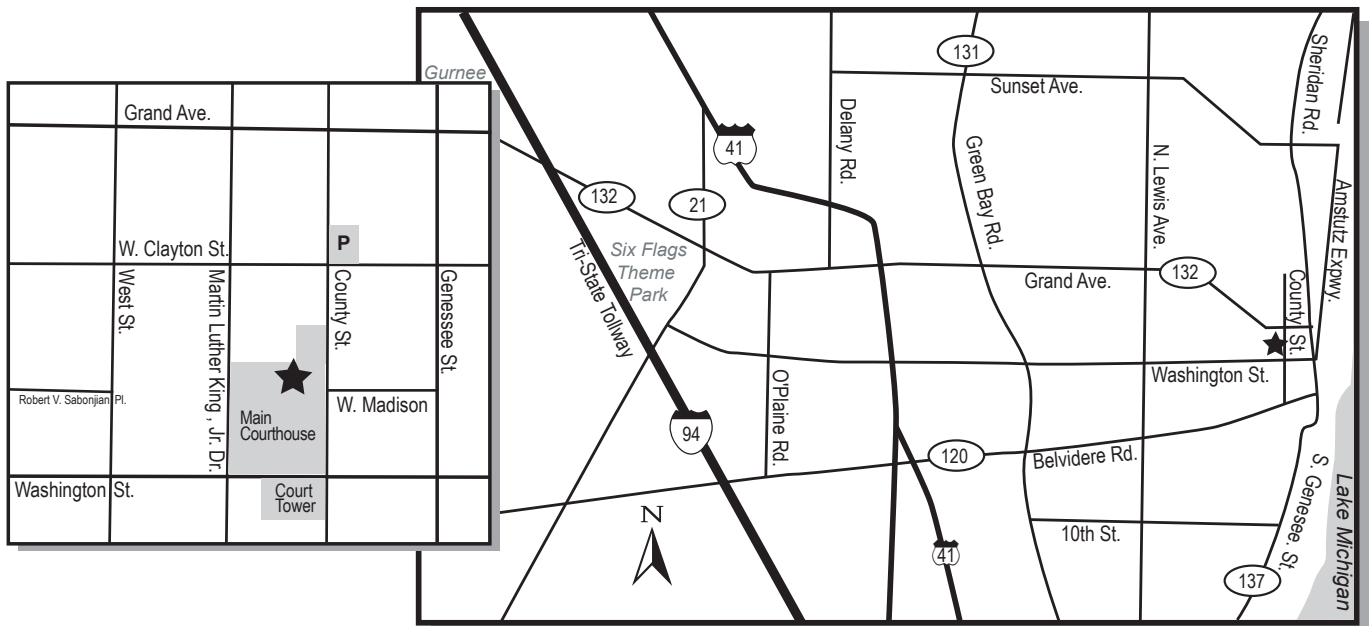 Grand Ave.
P
W. Clayton St.
West St.
Martin Luther King , Jr. Dr.
County St.
Genessee St.
Robert V. Sabonjian Pl.
W. Madison
Main
Courthouse
Washington St.
Court
Tower
Gurnee
131
Sunset Ave.
Sheridan Rd.
41
Delany Rd.
Green Bay Rd.
N. Lewis Ave.
Amstutz Expwy.
132
21
Six Flags
Theme
Park
Tri-State Tollway
Grand Ave.
132
County St.
Washington St.
O'Plaine Rd.
94
120
Belvidere Rd.
S. Genesee. St.
Lake Michigan
N
10th St.
41
137